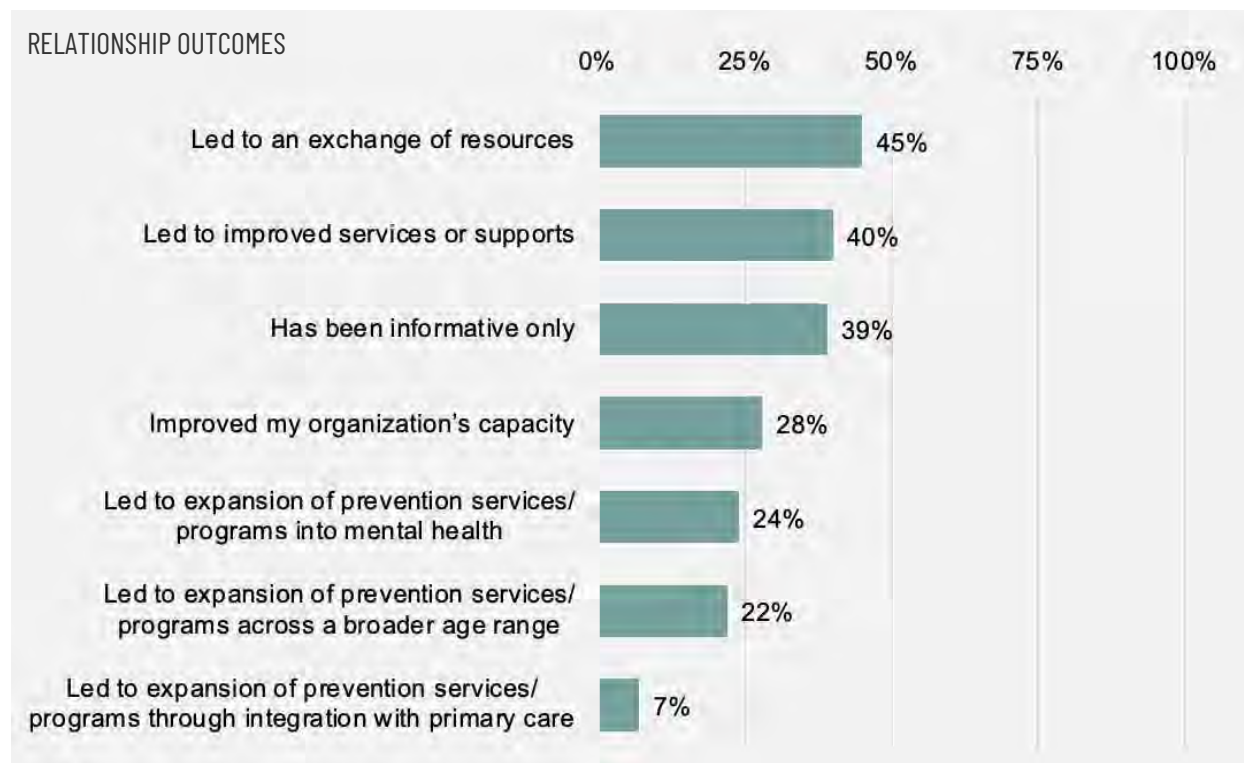 RELATIONSHIP OUTCOMES
0% 25% 50% 75% 100%
Led to an exchange of resources 45%
Led to improved services or supports 40%
Has been informative only 39%
Improved my organization’s capacity 28%
Led to expansion of prevention services/
programs into mental health 24%
Led to expansion of prevention services/
programs across a broader age range 22%
Led to expansion of prevention services/
programs through integration with primary care 7%